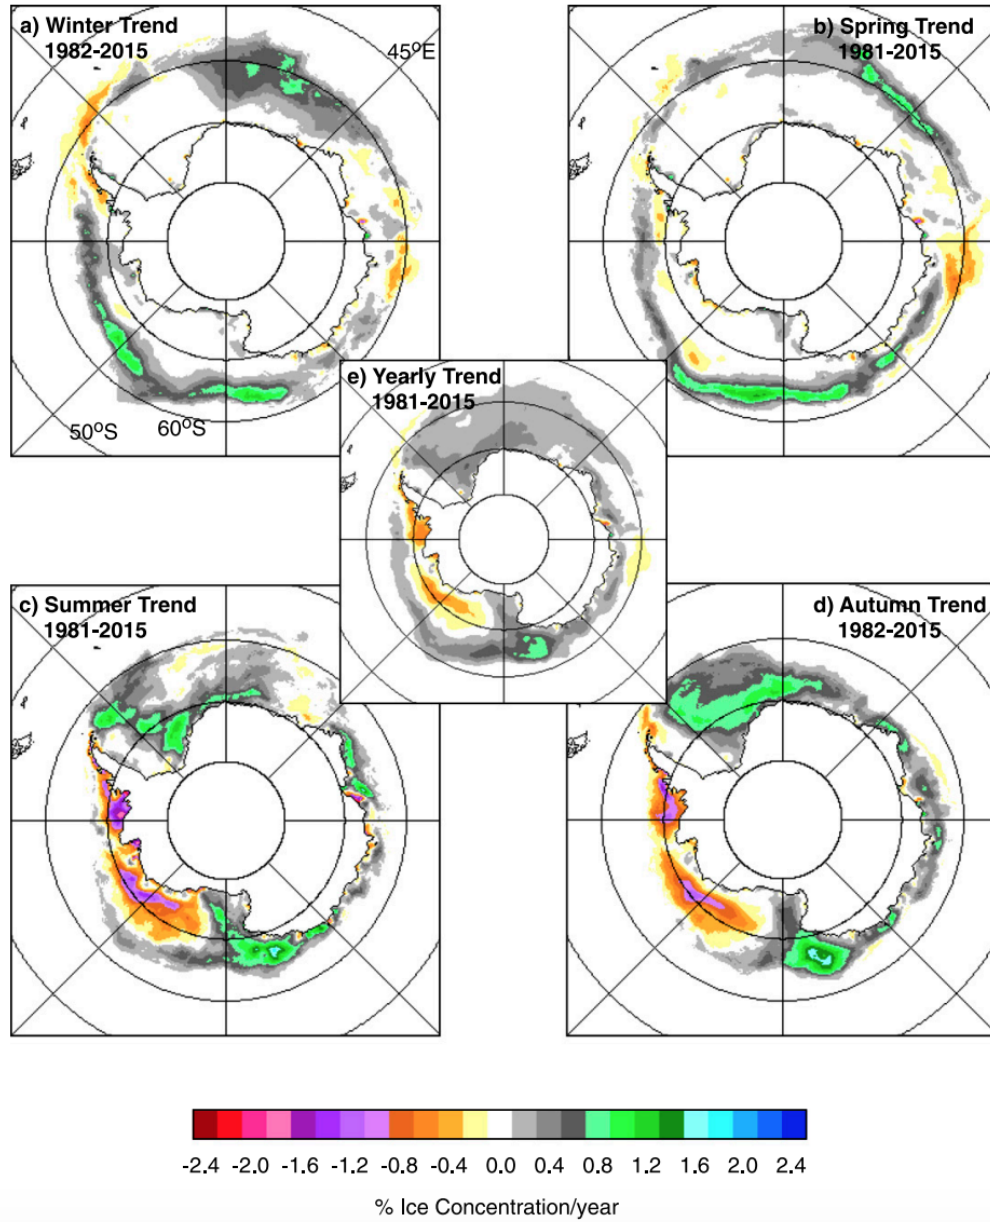 a) Winter Trend
1982-2015
45°E
50°S
60°S
b) Spring Trend
1981-2015
e) Yearly Trend
1981-2015
c) Summer Trend
1981-2015
d) Autumn Trend
1982-2015
-2.4 -2.0 -1.6 -1.2 -0.8 -0.4 0.0 0.4 0.8 1.2 1.6 2.0 2.4
% Ice Concentration/year